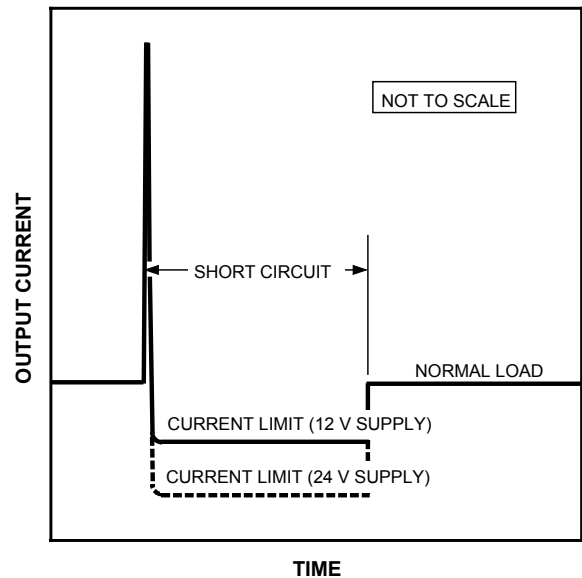 NOT TO SCALE
OUTPUT CURRENT
SHORT CIRCUIT
NORMAL LOAD
CURRENT LIMIT (12 V SUPPLY)
CURRENT LIMIT (24 V SUPPLY)
TIME